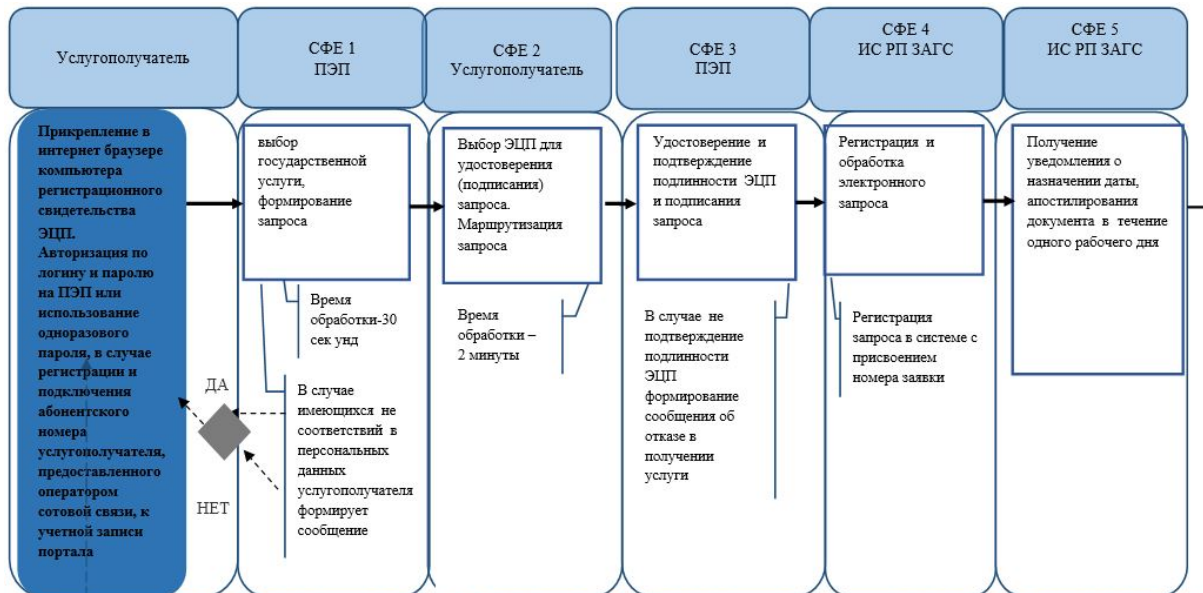 Услугополучатель
СФЕ 1
ПЭП
СФЕ 2
Услугополучатель
СФЕ 3
ПЭП
СФЕ 4
ИС РП ЗАГС
СФЕ 5
ИС РП ЗАГС
Прикрепление в
интернет браузере
компьютера
регистрационного
свидетельства
ЭЦП.
Авторизация по
логину и паролю
на ПЭП или
использование
одноразового
пароля, в случае
регистрации и
подключения
абонентского
номера
услугополучателя,
предоставленного
оператором
сотовой связи, к
учетной записи
портала
выбор
государственной
услуги,
формирование
запроса
Время
обработки-30
сек унд
ДА
НЕТ
В случае
имеющихся не
соответствий в
персональных
данных
услугополучателя
формирует
сообщение
Выбор ЭЦП для
удостоверения
(подписания)
запроса.
Маршрутизация
запроса
Время
обработки –
2 минуты
Удостоверение и
подтверждение
подлинности ЭЦП
и подписания
запроса
В случае не
подтверждение
подлинности
ЭЦП
формирование
сообщения об
отказе в
получении
услуги
Регистрация и
обработка
электронного
запроса
Регистрация
запроса в системе с
присвоением
номера заявки
Получение
уведомления о
назначении даты,
апостилирования
документа в течение
одного рабочего дня